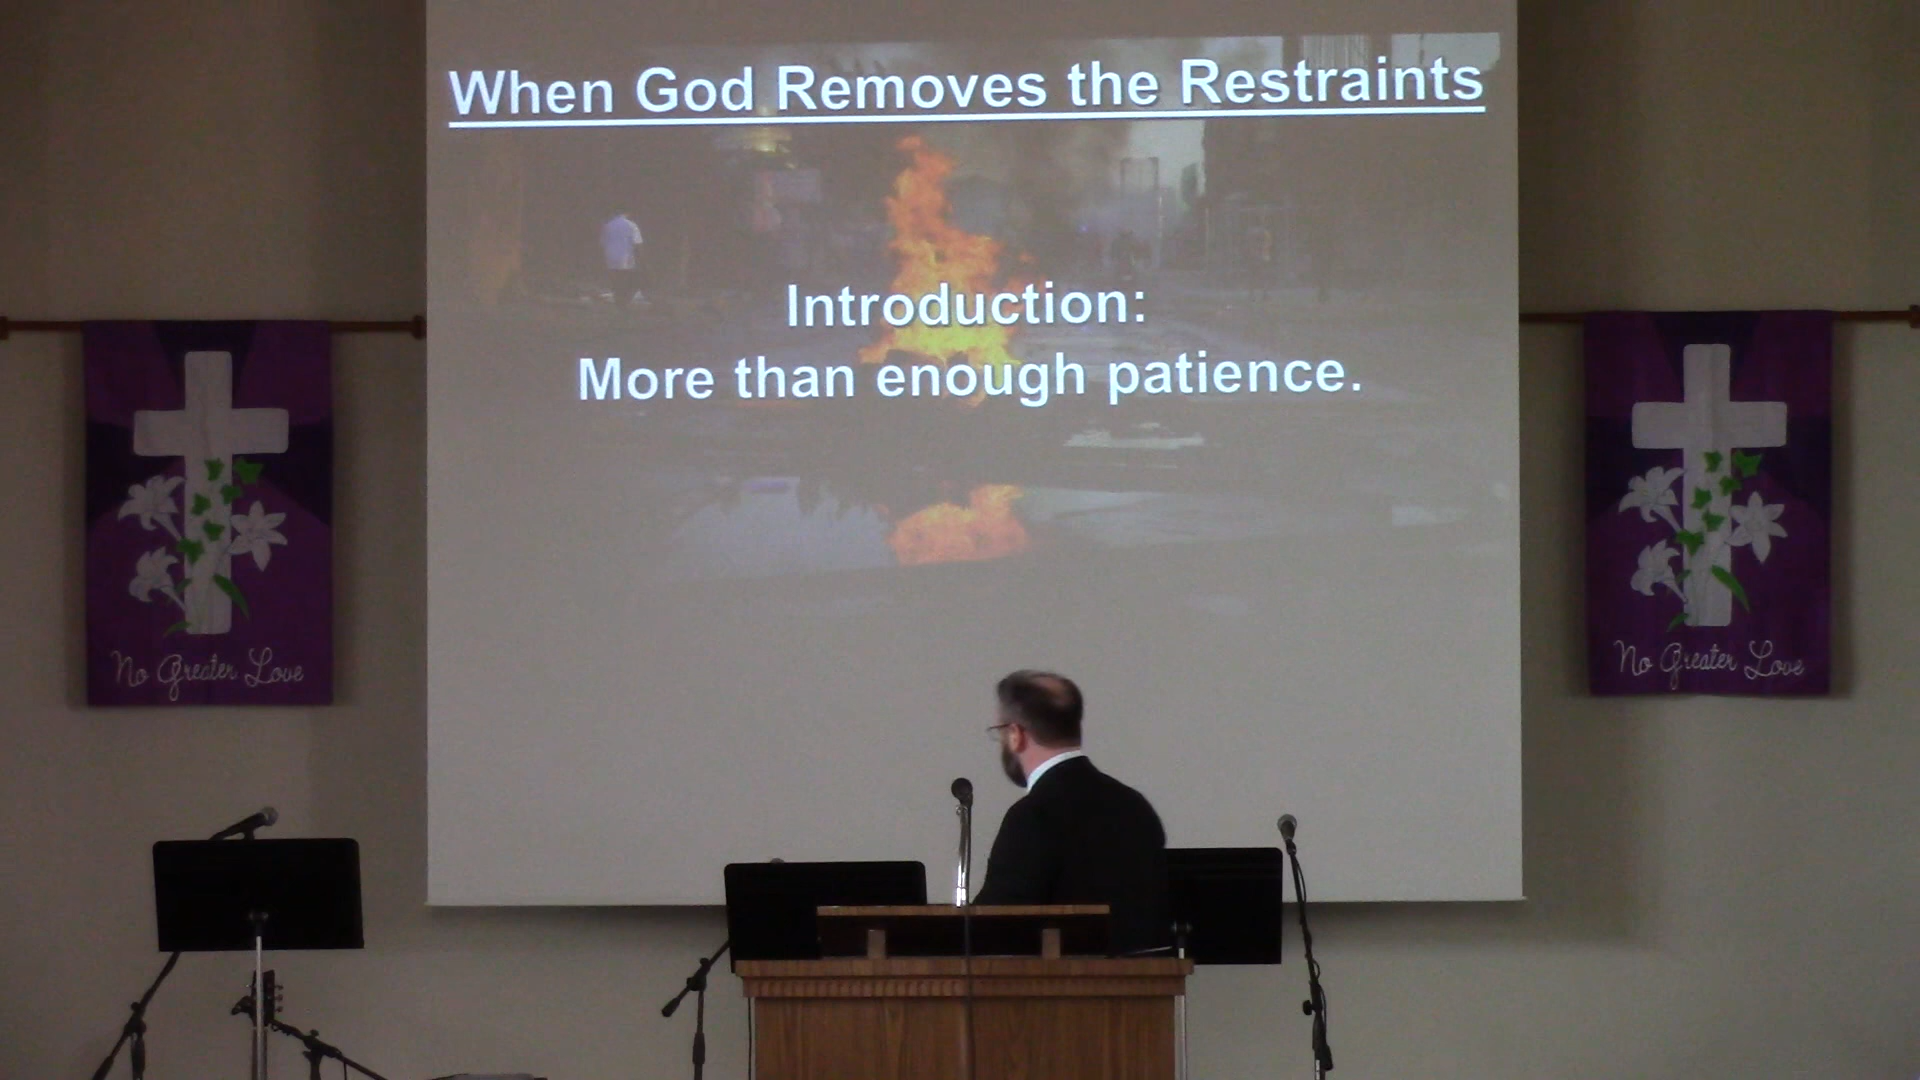 When God Removes the Restraints
Introduction:
More than enough patience.
No Greater Love
No Greater Love